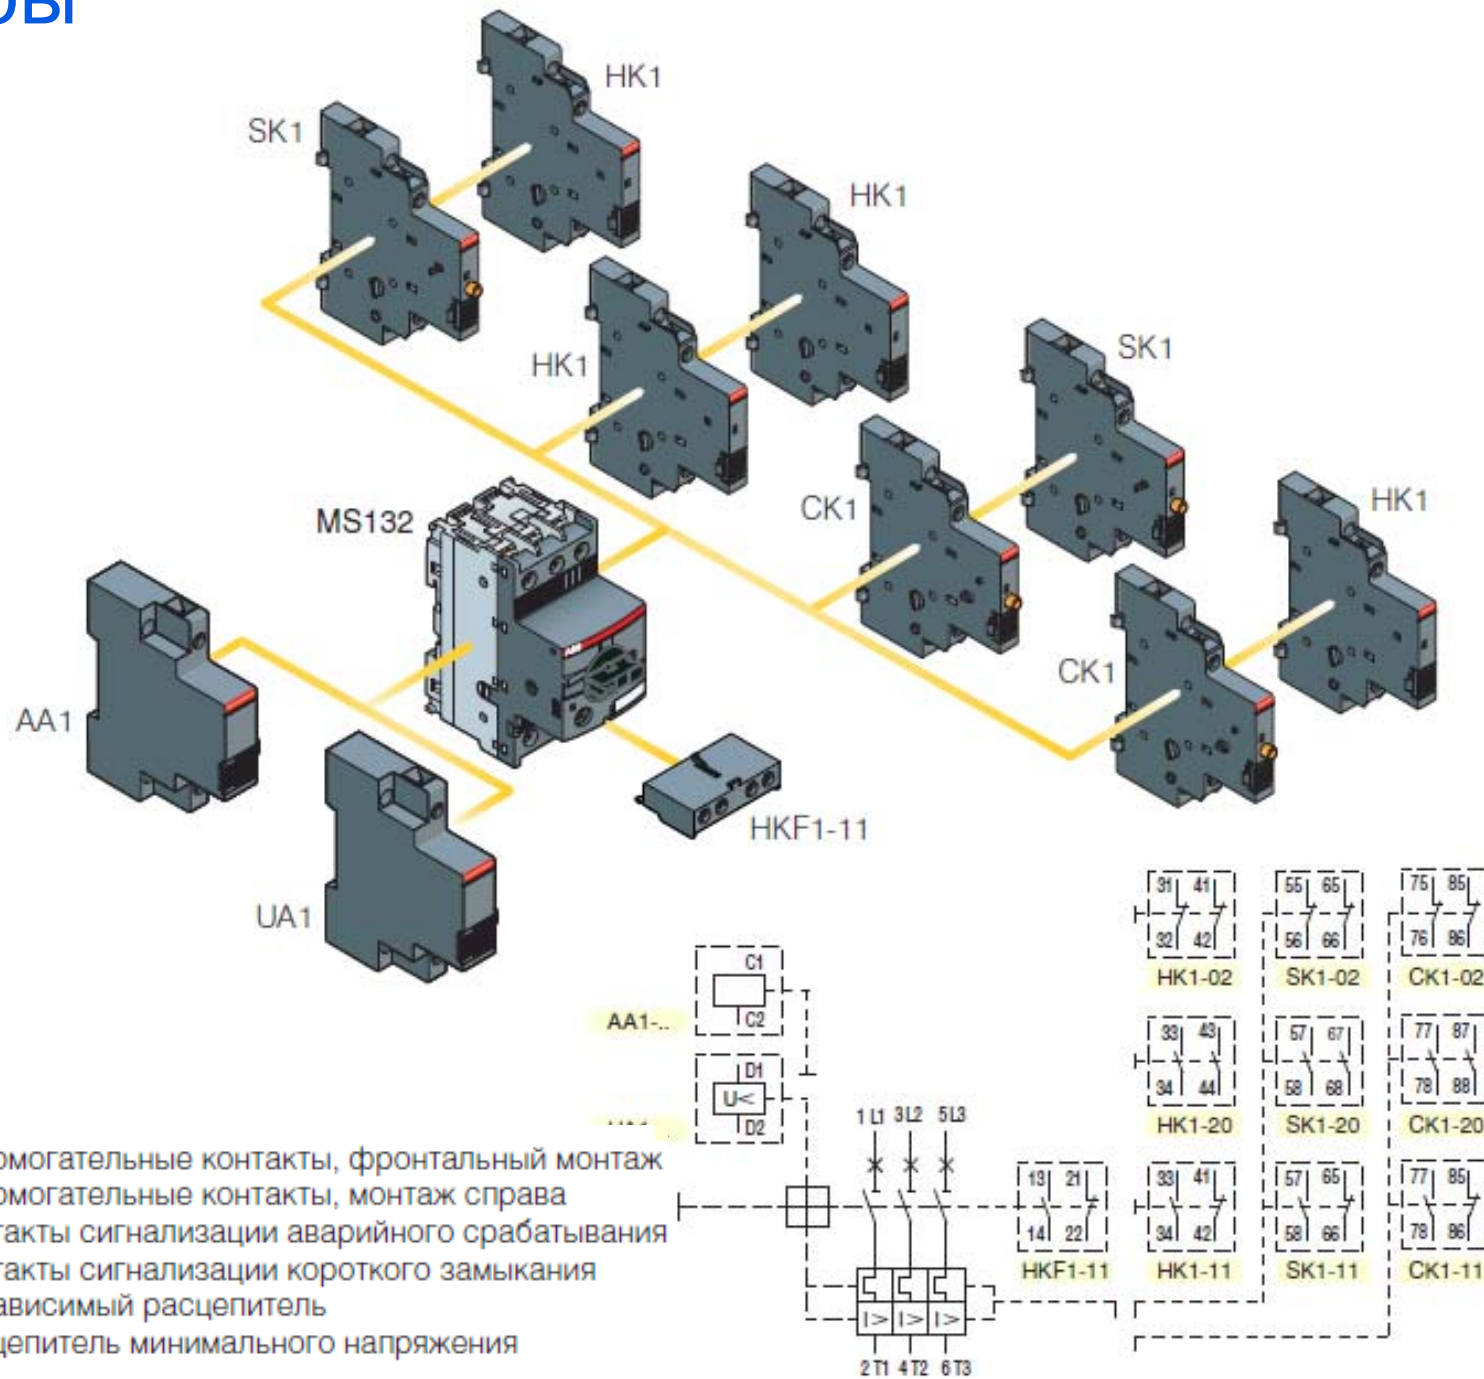 HK1
SK1
HK1
HK1
SK1
CK1
HK1
MS132
ABB
CK1
AA1
HKF1-11
UA1
31 41
32 42
HK1-02
55 65
56 66
SK1-02
75 85
76 86
CK1-02
C1
C2
AA1-..
33 43
34 44
HK1-20
57 67
58 68
SK1-20
77 87
78 88
CK1-20
D1
U<
D2
1 L1 3 L2 5 L3
13 21
14 22
HKF1-11
33 41
34 42
HK1-11
57 65
58 66
SK1-11
77 85
78 86
CK1-11
I> I> I>
2 T1 4 T2 6 T3
омогательные контакты, фронтальный монтаж
омогательные контакты, монтаж справа
такты сигнализации аварийного срабатывания
такты сигнализации короткого замыкания
ависимый расцепитель
цепитель минимального напряжения